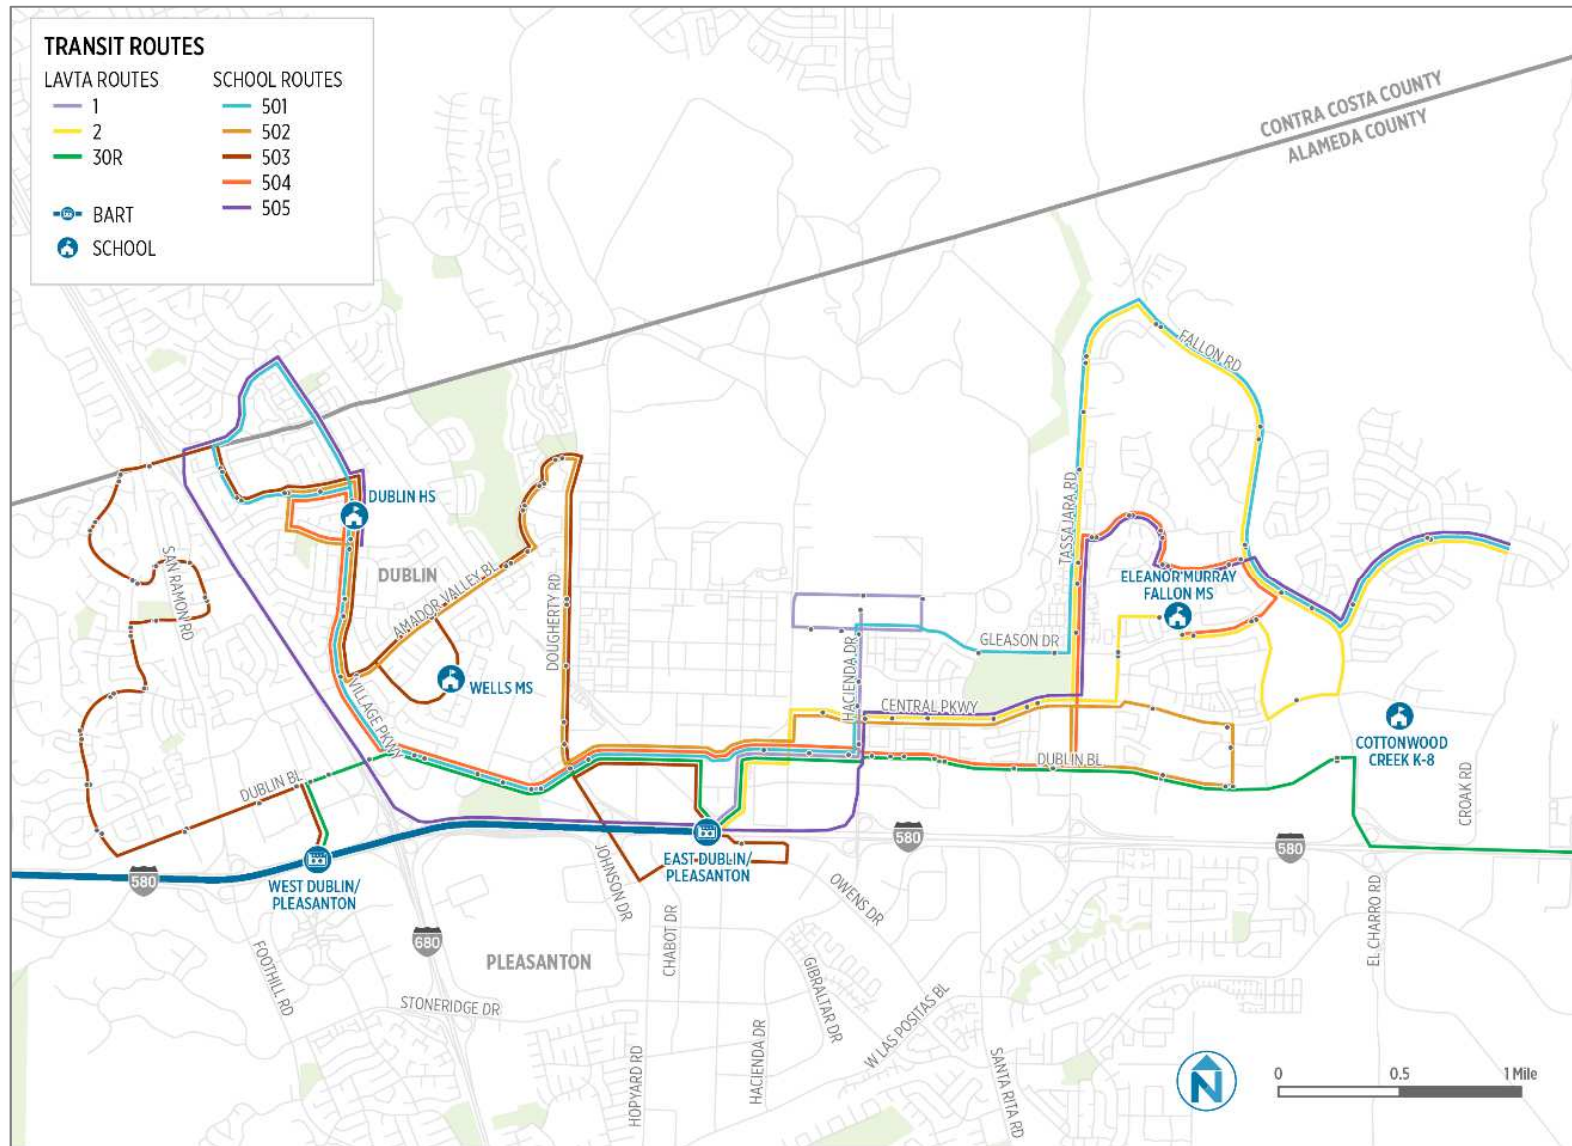 TRANSIT ROUTES
LAVTA ROUTES
1
2
30R
BART
SCHOOL
SCHOOL ROUTES
501
502
503
504
505
CONTRA COSTA COUNTY
ALAMEDA COUNTY
FALLON RD
DUBLIN HS
SAN RAMON RD
DUBLIN
AMADOR VALLEY BL
DOUGHERTY RD
TASSAJARA RD
ELEANOR MURRAY
FALLON MS
GLEASON DR
HACIENDA DR
WELLS MS
VILLAGE PKWY
CENTRAL PKWY
COTTONWOOD
CREEK K-8
DUBLIN BL
DUBLIN BL
CROAK RD
580
580
580
EAST DUBLIN/
PLEASANTON
WEST DUBLIN/
PLEASANTON
JOHNSON DR
OWENS DR
CHABOT DR
680
EL CHARRO RD
PLEASANTON
FOOTHILL RD
STONERIDGE DR
GIBRALTAR DR
W LAS POSITAS BL
HOPYARD RD
HACIENDA DR
SANTA RITA RD
N
0 0.5 1 Mile